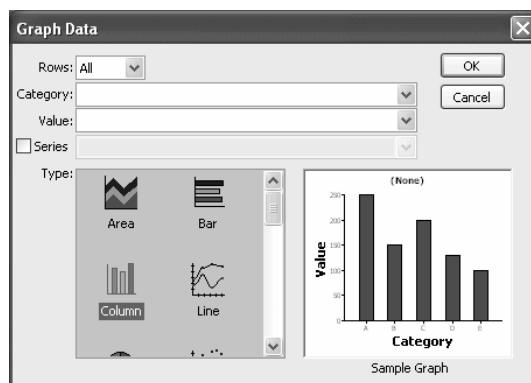 Graph Data
Rows: All
OK
Category:
Cancel
Value:
Series
Type:
Area
Bar
Column
Line
(None)
250
200
150
100
50
0
Value
A B C D E
Category
Sample Graph